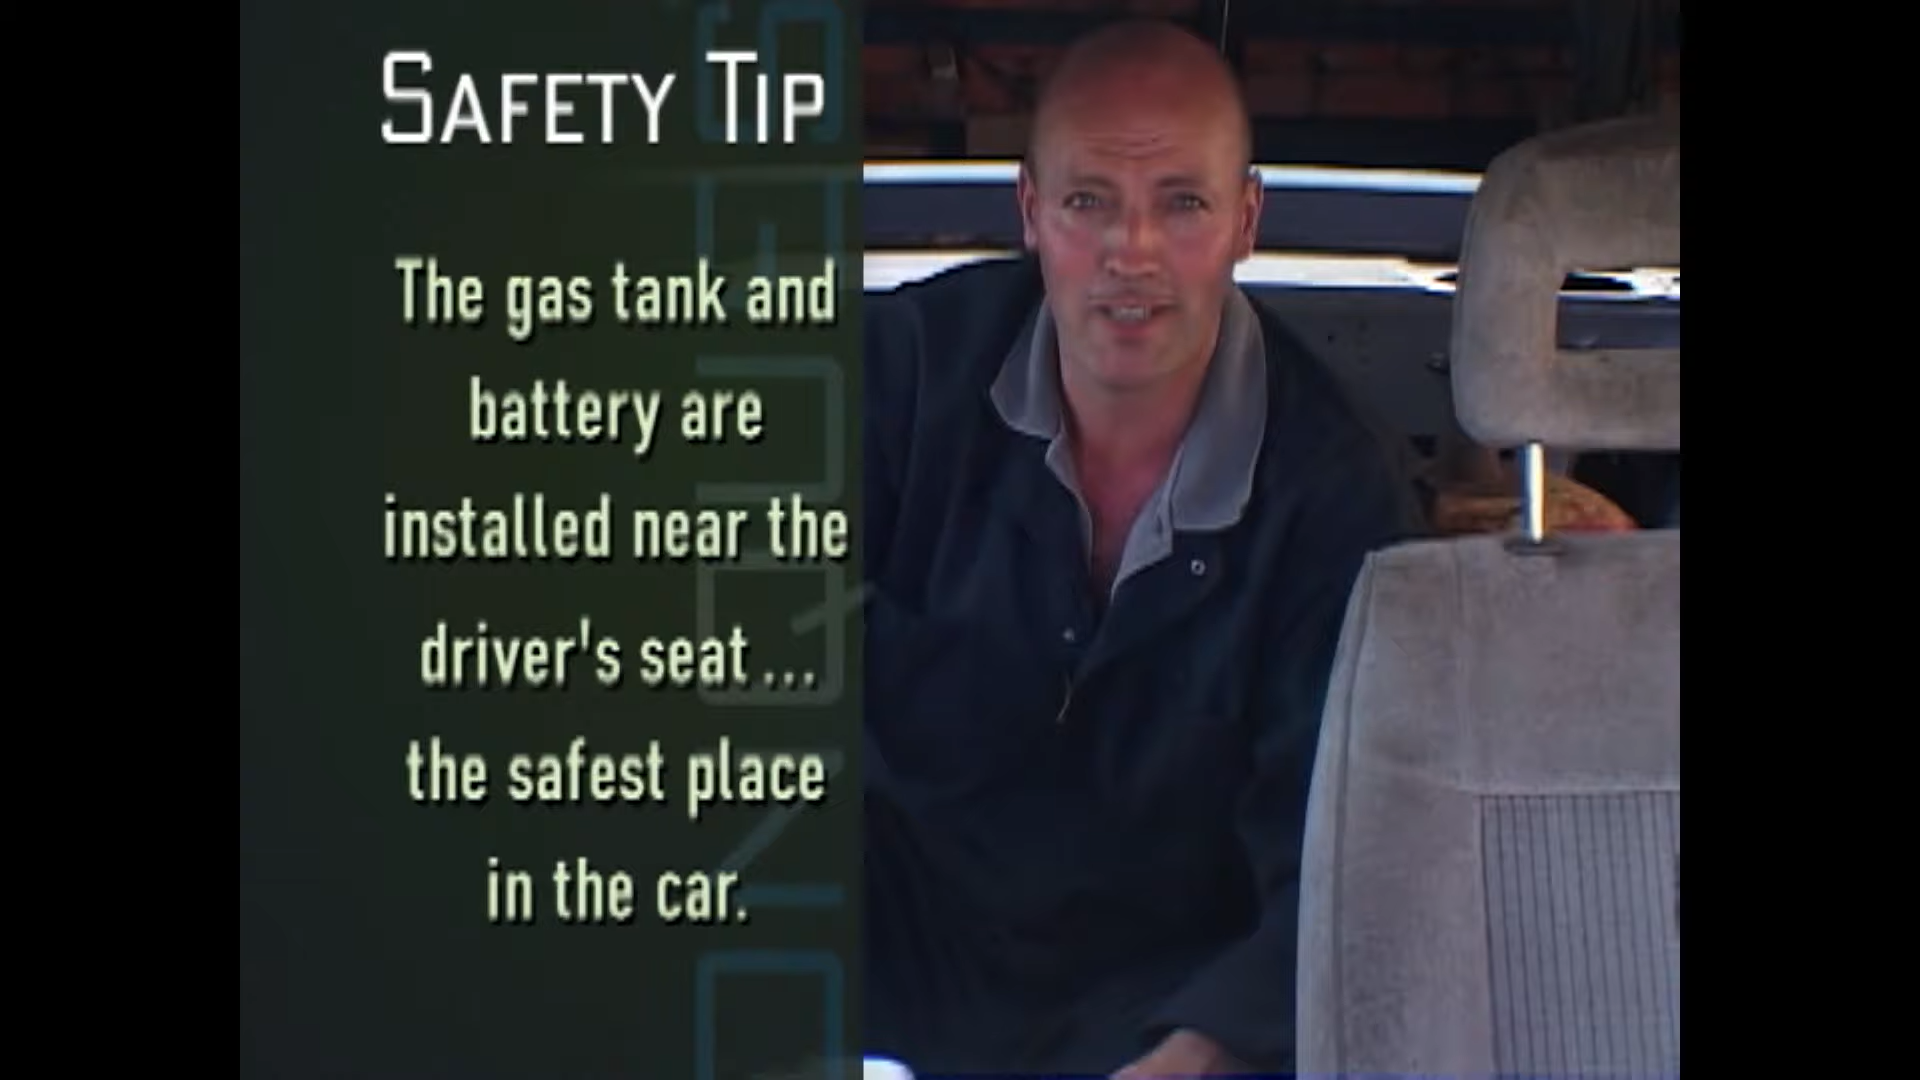 SAFETY TIP
The gas tank and
battery are
installed near the
driver's seat...
the safest place
in the car.